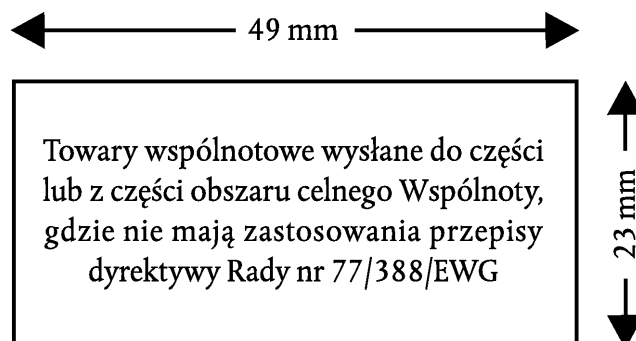 49 mm
Towary wspólnotowe wysłane do części
lub z części obszaru celnego Wspólnoty,
gdzie nie mają zastosowania przepisy
dyrektywy Rady nr 77/388/EWG
23 mm